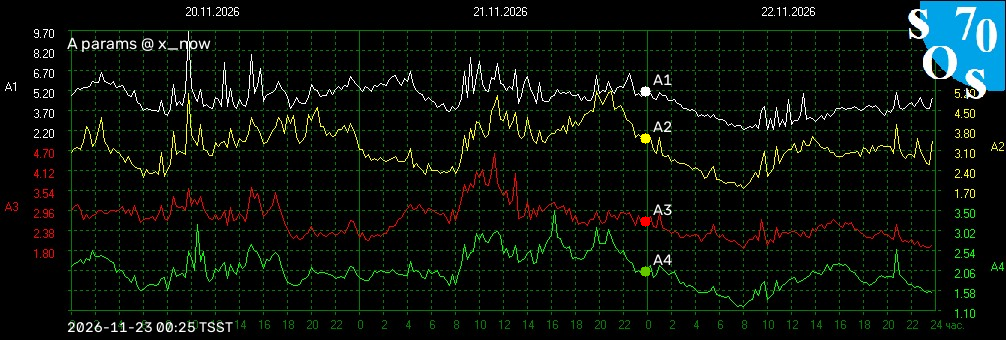 20.11.2026 21.11.2026 22.11.2026
A params @ x_now
SOS 70
A1
9.70
8.20
6.70
5.20
3.70
2.20
A3
4.70
4.12
3.54
2.96
2.38
1.80
A1
A2
A3
A4
A2
4.50
3.80
3.10
2.40
1.70
A4
3.50
3.02
2.54
2.06
1.58
1.10
2026-11-23 00:25 TSST
14 16 18 20 22 0 2 4 6 8 10 12 14 16 18 20 22 0 2 4 6 8 10 12 14 16 18 20 22 24 час.